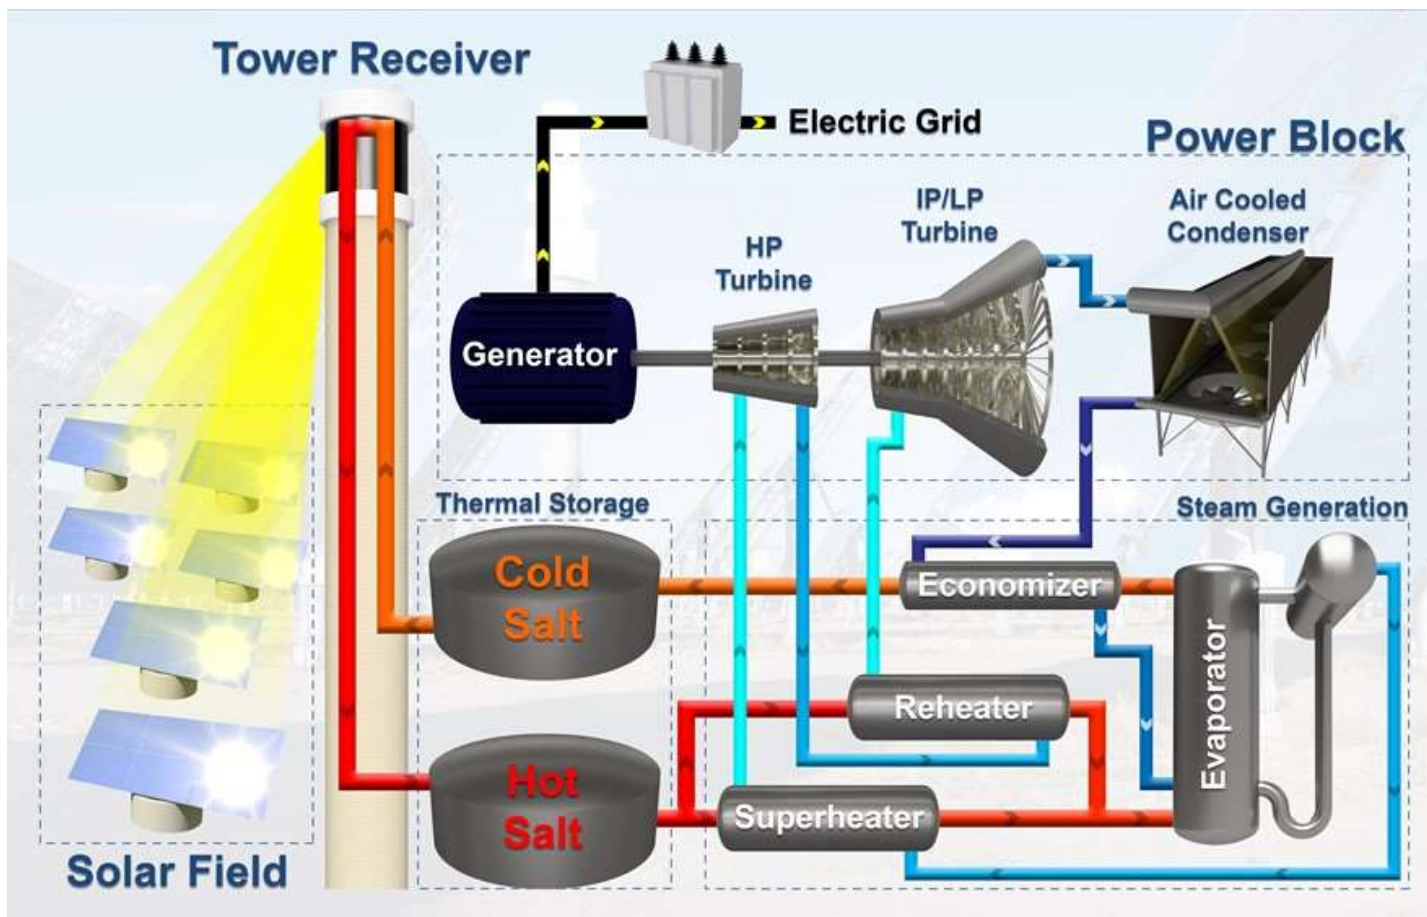 Tower Receiver
Electric Grid
Power Block
IP/LP
Turbine
Air Cooled
Condenser
HP
Turbine
Generator
Thermal Storage
Steam Generation
Cold
Salt
Economizer
Evaporator
Reheater
Hot
Salt
Superheater
Solar Field